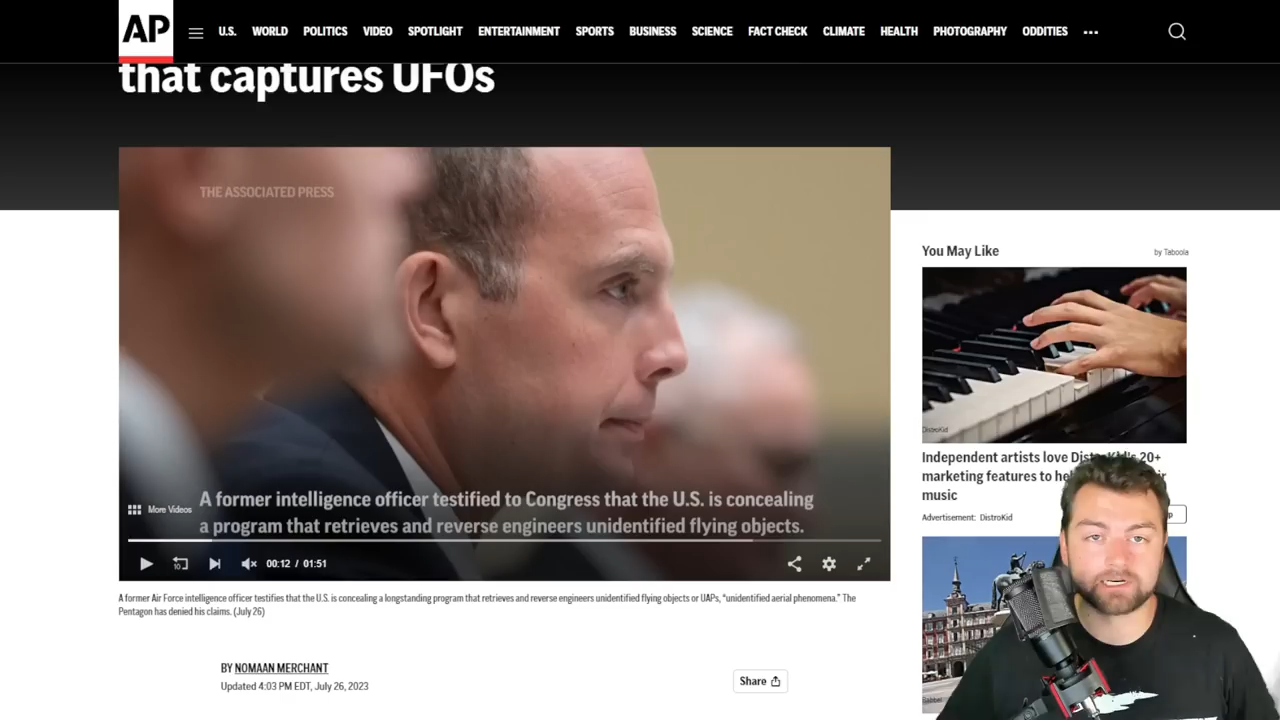 AP
U.S. WORLD POLITICS VIDEO SPOTLIGHT ENTERTAINMENT SPORTS BUSINESS SCIENCE FACT CHECK CLIMATE HEALTH PHOTOGRAPHY ODDITIES
that captures UFOs
THE ASSOCIATED PRESS
A former intelligence officer testified to Congress that the U.S. is concealing
a program that retrieves and reverse engineers unidentified flying objects.
More Videos
10
00:12 / 01:51
A former Air Force intelligence officer testifies that the U.S. is concealing a longstanding program that retrieves and reverse engineers unidentified flying objects or UAPs, “unidentified aerial phenomena.” The
Pentagon has denied his claims. (July 26)
BY NOMAAN MERCHANT
Updated 4:03 PM EDT, July 26, 2023
Share
You May Like
by Taboola
DistroKid
Independent artists love DistroKid's 20+
marketing features to
music
Advertisement: DistroKid
Babbel